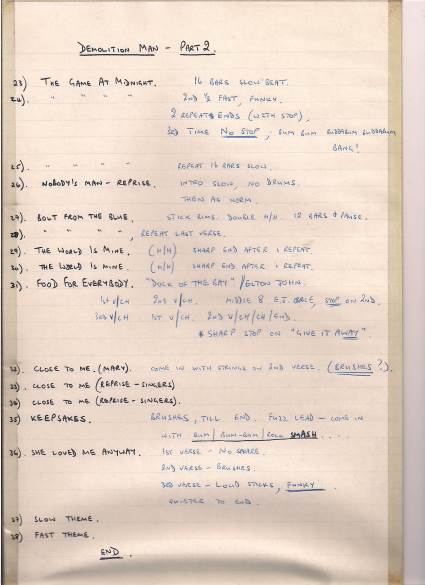 DEMOLITION MAN - PART 2.
23) THE GAME AT MIDNIGHT. 16 BARS SLOW BEAT.
24). " " " " 2ND ½ FAST, FUNKY.
2 REPEATS ENDS (WITH STOP),
3RD TIME NO STOP, BUM BUM BUDDABUM BUDDABUM
BANG!
25). " " " " REPEAT 16 BARS SLOW.
26). NOBODY'S MAN - REPRISE. INTRO SLOW, NO DRUMS.
THEN AS NORM.
27). BOLT FROM THE BLUE. STICK RIMS. DOUBLE H/H. 12 BARS & PAUSE.
28). " " " " , REPEAT LAST VERSE.
29). THE WORLD IS MINE. (H/H) SHARP END AFTER 1 REPEAT.
30). THE WORLD IS MINE. (H/H) SHARP END AFTER 1 REPEAT.
31) FOOD FOR EVERYBODY. "DOCK OF THE BAY" / ELTON JOHN.
1st V/CH 2ND V/CH. MIDDLE 8 STOP ON 2ND.
3RD V/CH 1ST V/CH. 2ND V/CH/CH/END.
* SHARP STOP ON "GIVE IT AWAY".
32). CLOSE TO ME. (MARY) COME IN WITH STRINGS ON 2ND VERSE. (BRUSHES?).
33). CLOSE TO ME (REPRISE - SINGERS)
34) CLOSE TO ME (REPRISE - SINGERS).
35) KEEPSAKES. BRUSHES, TILL END. FUZZ LEAD - COME IN
WITH BUM/BUM-BUM/ROLL SMASH....
36). SHE LOVED ME ANYWAY. 1ST VERSE - NO SNARE.
2ND VERSE - BRUSHES.
3RD VERSE - LOUD STICKS, FUNKY.
QUIETER TO END.
37) SLOW THEME.
38) FAST THEME.
END.